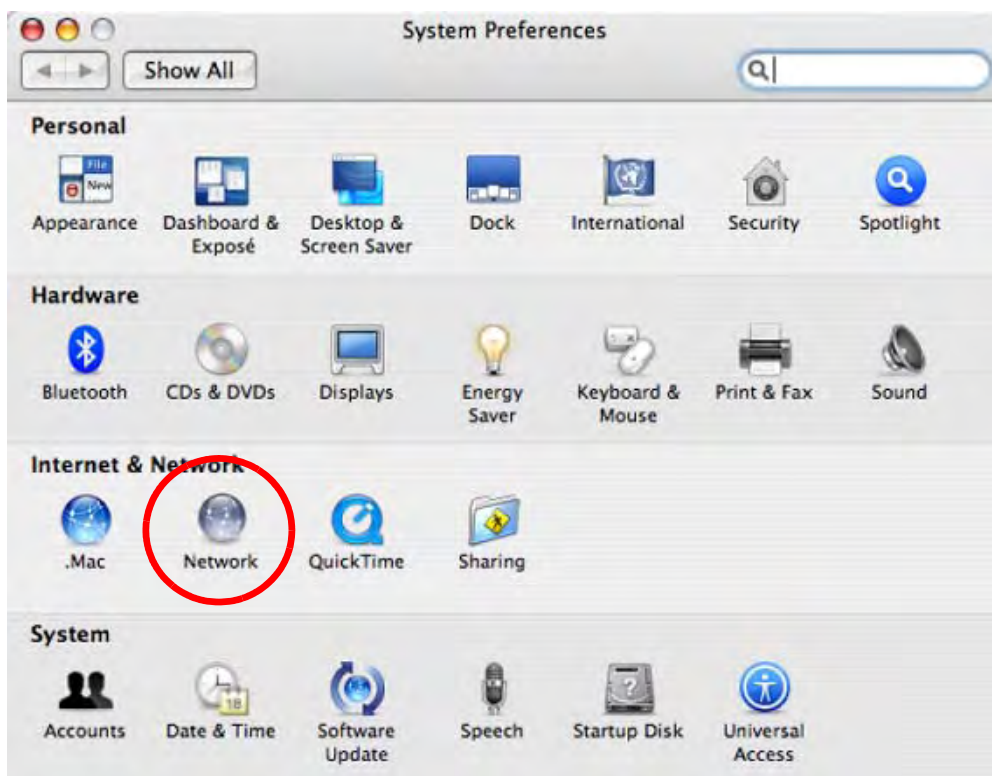 System Preferences
Show All
Personal
File
New
Appearance
Dashboard &
Exposé
Desktop &
Screen Saver
Dock
International
Security
Spotlight
Hardware
Bluetooth
CDs & DVDs
Displays
Energy
Saver
Keyboard &
Mouse
Print & Fax
Sound
Internet & Network
.Mac
Network
QuickTime
Sharing
System
18
?
Accounts
Date & Time
Software
Update
Speech
Startup Disk
Universal
Access